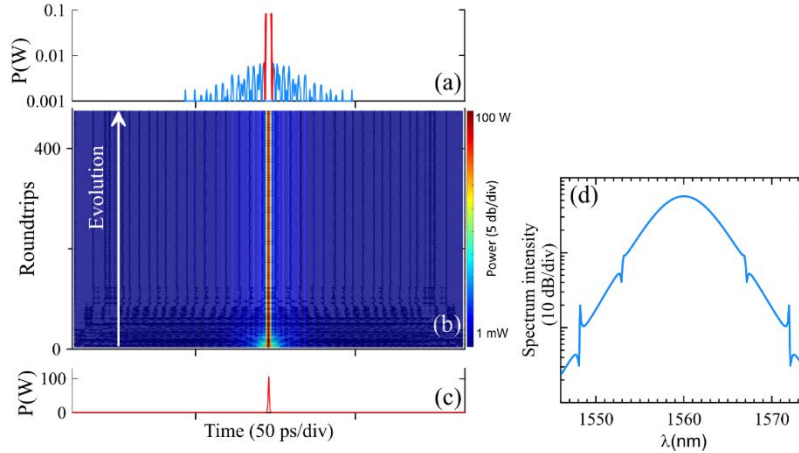 0.1
P(W)
0.01
(a)
0.001
400
Evolution
Roundtrips
200
0
(b)
100 W
Power (5 db/div)
1 mW
100
P(W)
0
(c)
Time (50 ps/div)
(d)
Spectrum intensity
(10 dB/div)
1550 1560 1570
λ(nm)